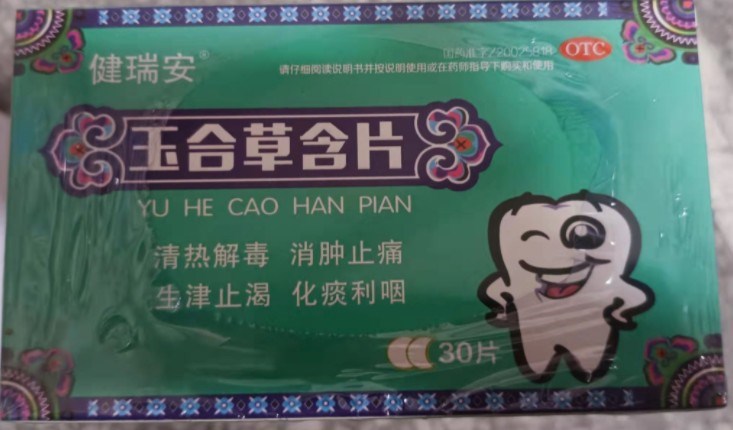 健瑞安®
国药准字Z20025818
OTC
请仔细阅读说明书并按说明使用或在药师指导下购买和使用
玉合草含片
YU HE CAO HAN PIAN
清热解毒 消肿止痛
生津止渴 化痰利咽
30片